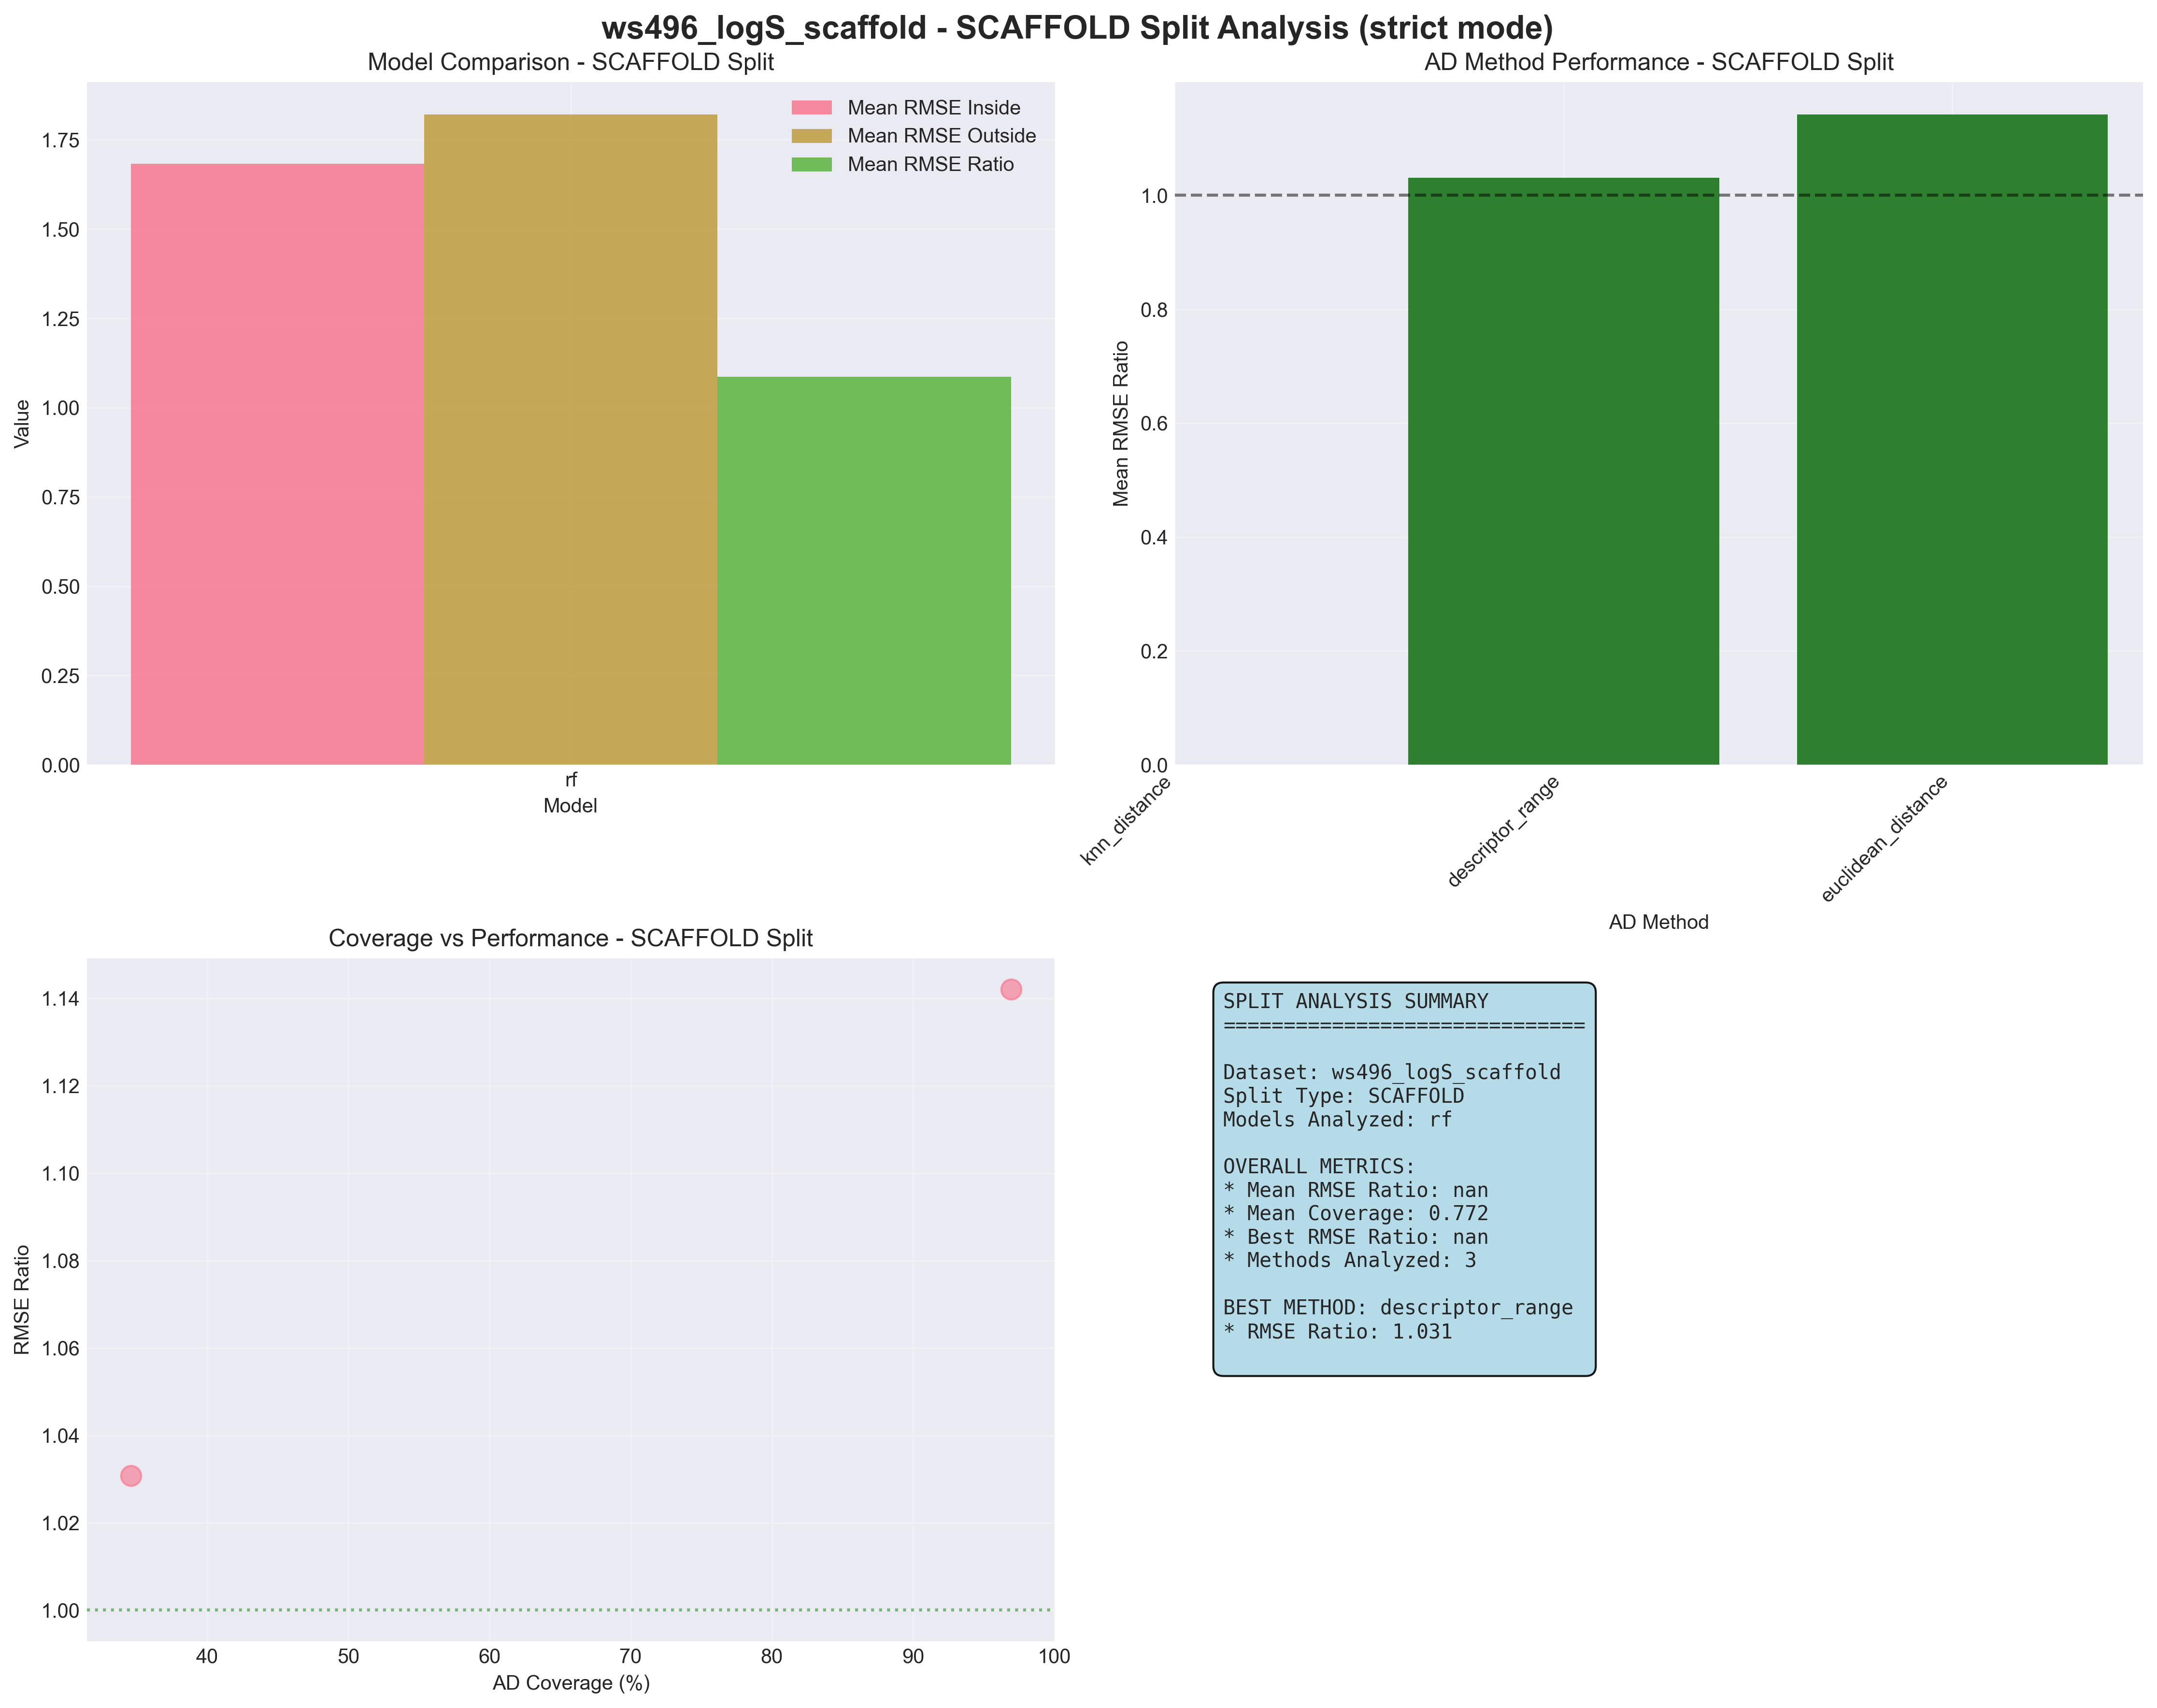 ws496_logS_scaffold - SCAFFOLD Split Analysis (strict mode)
Model Comparison - SCAFFOLD Split
Mean RMSE Inside
Mean RMSE Outside
Mean RMSE Ratio
Value
1.75
1.50
1.25
1.00
0.75
0.50
0.25
0.00
rf
Model
AD Method Performance - SCAFFOLD Split
Mean RMSE Ratio
1.0
0.8
0.6
0.4
0.2
0.0
knn_distance
descriptor_range
euclidean_distance
AD Method
Coverage vs Performance - SCAFFOLD Split
RMSE Ratio
1.14
1.12
1.10
1.08
1.06
1.04
1.02
1.00
40 50 60 70 80 90 100
AD Coverage (%)
SPLIT ANALYSIS SUMMARY
==============================
Dataset: ws496_logS_scaffold
Split Type: SCAFFOLD
Models Analyzed: rf
OVERALL METRICS:
* Mean RMSE Ratio: nan
* Mean Coverage: 0.772
* Best RMSE Ratio: nan
* Methods Analyzed: 3
BEST METHOD: descriptor_range
* RMSE Ratio: 1.031